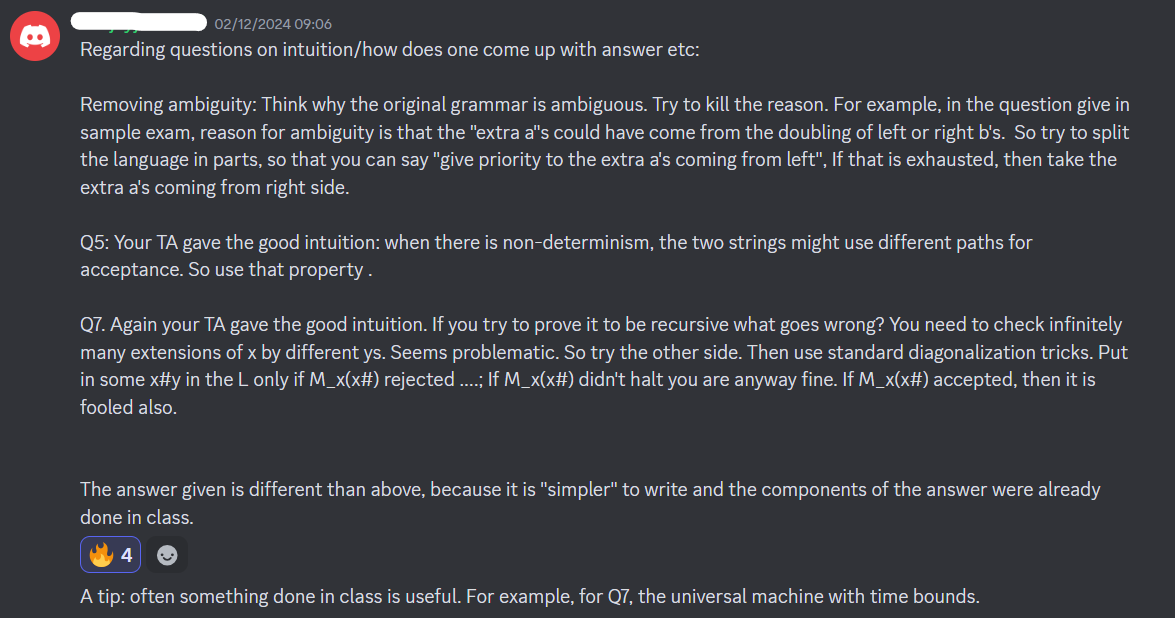 02/12/2024 09:06
Regarding questions on intuition/how does one come up with answer etc:
Removing ambiguity: Think why the original grammar is ambiguous. Try to kill the reason. For example, in the question give in
sample exam, reason for ambiguity is that the "extra a"s could have come from the doubling of left or right b's.  So try to split
the language in parts, so that you can say "give priority to the extra a's coming from left", If that is exhausted, then take the
extra a's coming from right side.
Q5: Your TA gave the good intuition: when there is non-determinism, the two strings might use different paths for
acceptance. So use that property .
Q7. Again your TA gave the good intuition. If you try to prove it to be recursive what goes wrong? You need to check infinitely
many extensions of x by different ys. Seems problematic. So try the other side. Then use standard diagonalization tricks. Put
in some x#y in the L only if M_x(x#) rejected ....; If M_x(x#) didn't halt you are anyway fine. If M_x(x#) accepted, then it is
fooled also.
The answer given is different than above, because it is "simpler" to write and the components of the answer were already
done in class.
4
A tip: often something done in class is useful. For example, for Q7, the universal machine with time bounds.